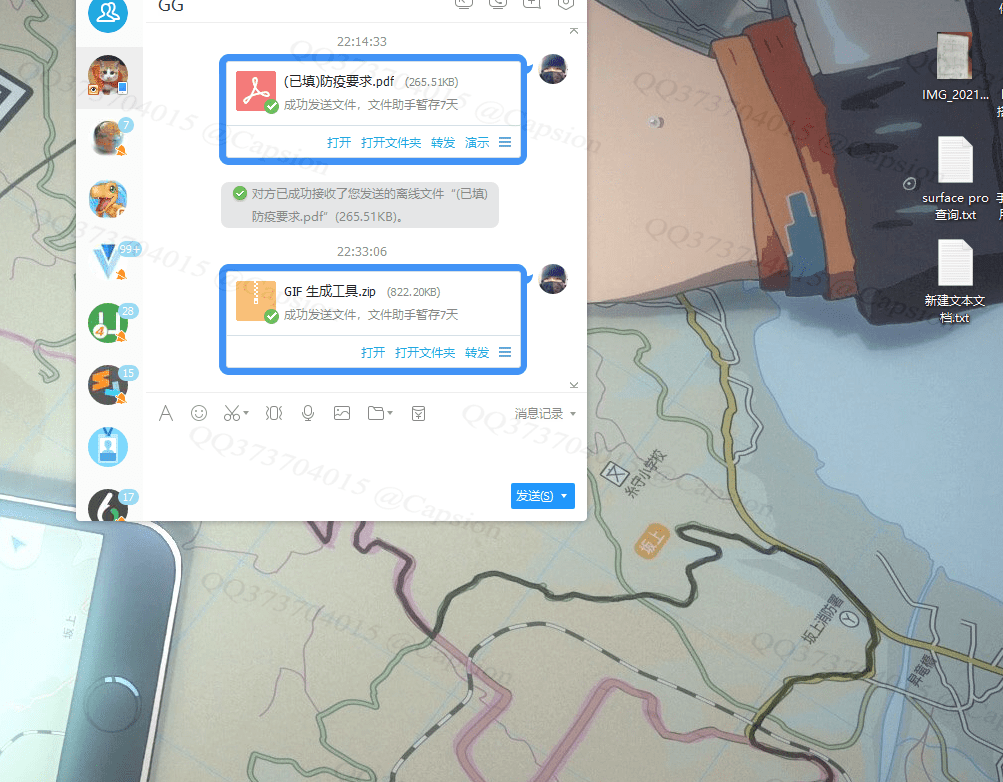 GG
22:14:33
(已填)防疫要求.pdf (265.51KB)
成功发送文件，文件助手暂存7天
打开 打开文件夹 转发 演示
对方已成功接收了您发送的离线文件“(已填)
防疫要求.pdf”(265.51KB)。
22:33:06
GIF 生成工具.zip (822.20KB)
成功发送文件，文件助手暂存7天
打开 打开文件夹 转发
消息记录
发送(S)
7
99+
28
4
15
17
IMG_2021...
surface pro
查询.txt
新建文本文
档.txt
糸守小学校
坂上
坂上消防署
坂上
QQ373704015 @Capsion